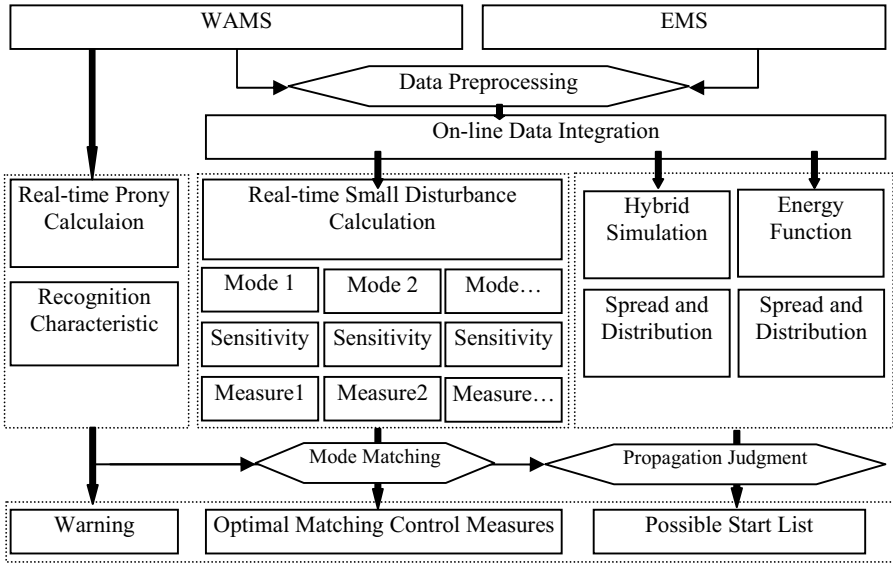 WAMS
EMS
Data Preprocessing
On-line Data Integration
Real-time Prony
Calculaion
Recognition
Characteristic
Real-time Small Disturbance
Calculation
Mode 1
Mode 2
Mode…
Sensitivity
Sensitivity
Sensitivity
Measure1
Measure2
Measure…
Hybrid
Simulation
Energy
Function
Spread and
Distribution
Spread and
Distribution
Mode Matching
Propagation Judgment
Warning
Optimal Matching Control Measures
Possible Start List